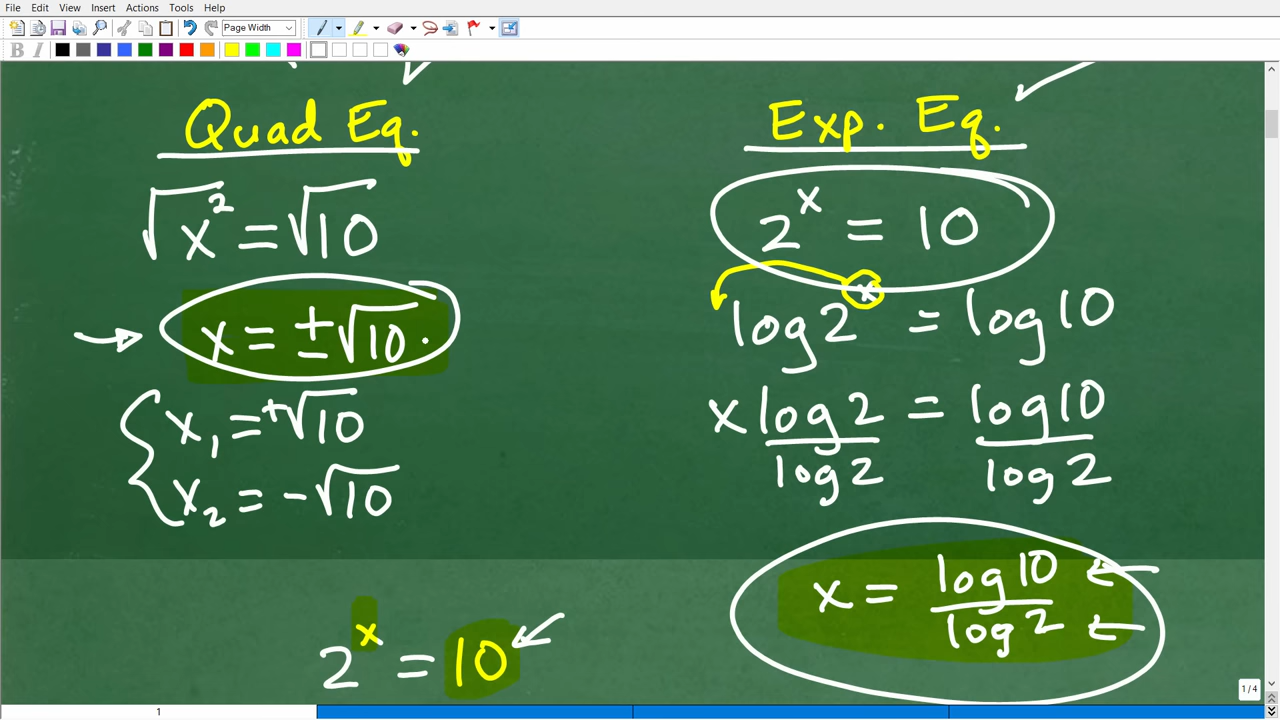 File Edit View Insert Actions Tools Help
Page Width
B I
Quad Eq.
√x² = √10
x = ±√10.
x₁ = +√10
x₂ = -√10
Exp. Eq.
2ˣ = 10
log 2ˣ = log 10
x log 2 = log 10
log 2 log 2
x = log 10
log 2
2ˣ = 10
1 / 4
1